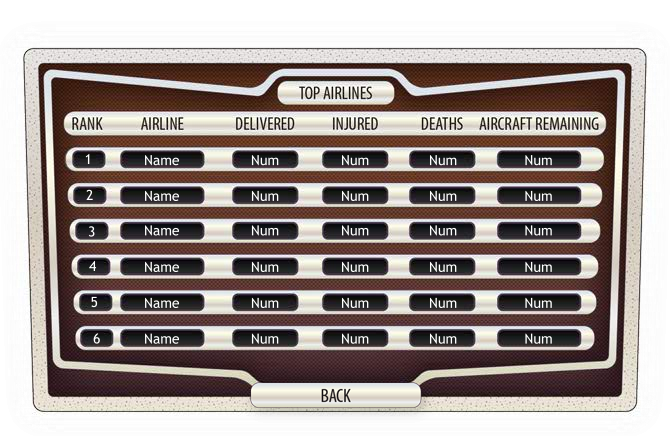 TOP AIRLINES
RANK AIRLINE DELIVERED INJURED DEATHS AIRCRAFT REMAINING
1 Name Num Num Num Num
2 Name Num Num Num Num
3 Name Num Num Num Num
4 Name Num Num Num Num
5 Name Num Num Num Num
6 Name Num Num Num Num
BACK